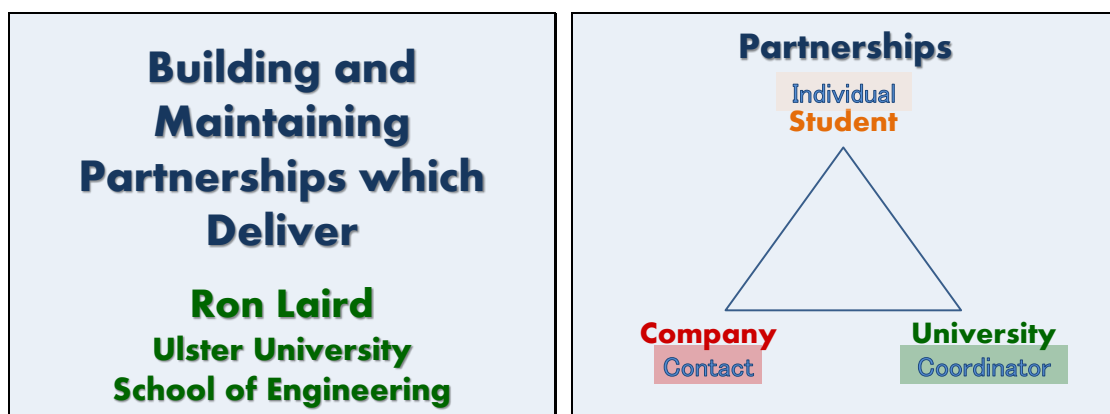 Building and
Maintaining
Partnerships which
Deliver
Ron Laird
Ulster University
School of Engineering
Partnerships
Individual
Student
Company
Contact
University
Coordinator